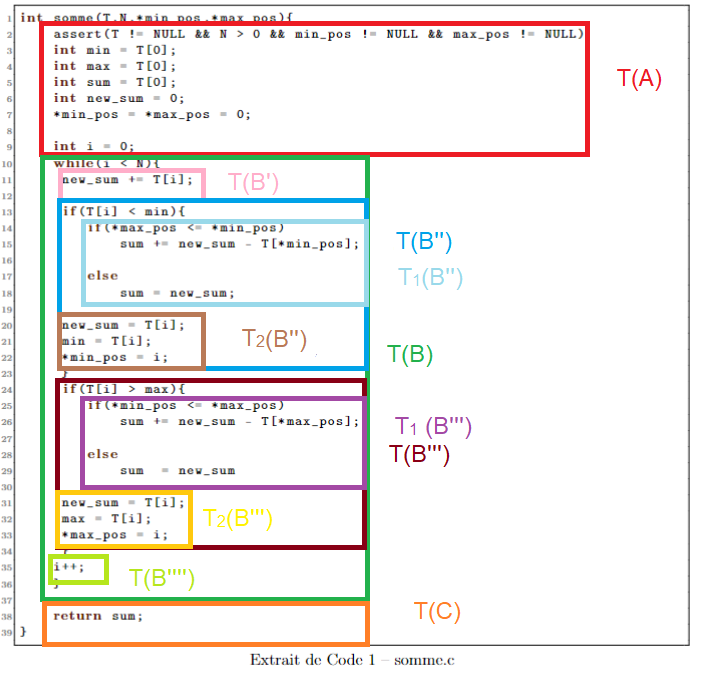 1 int somme(T,N,*min_pos,*max_pos){
2 assert(T != NULL && N > 0 && min_pos != NULL && max_pos != NULL)
3 int min = T[0];
4 int max = T[0];
5 int sum = T[0];
6 int new_sum = 0;
7 *min_pos = *max_pos = 0;
8
T(A)
9 int i = 0;
10 while(i < N){
11 new_sum += T[i];
T(B')
12
13 if(T[i] < min){
14 if(*max_pos <= *min_pos)
15 sum += new_sum - T[*min_pos];
T(B'')
16
17 else
T₁(B'')
18 sum = new_sum;
19
20 new_sum = T[i];
21 min = T[i];
T₂(B'')
22 *min_pos = i;
T(B)
23 }
24 if(T[i] > max){
25 if(*min_pos <= *max_pos)
26 sum += new_sum - T[*max_pos];
T₁ (B''')
27
28 else
T(B''')
29 sum = new_sum
30
31 new_sum = T[i];
32 max = T[i];
T₂(B''')
33 *max_pos = i;
34 }
35 i++;
T(B'''')
36 }
37
38 return sum;
T(C)
39 }
Extrait de Code 1 – somme.c